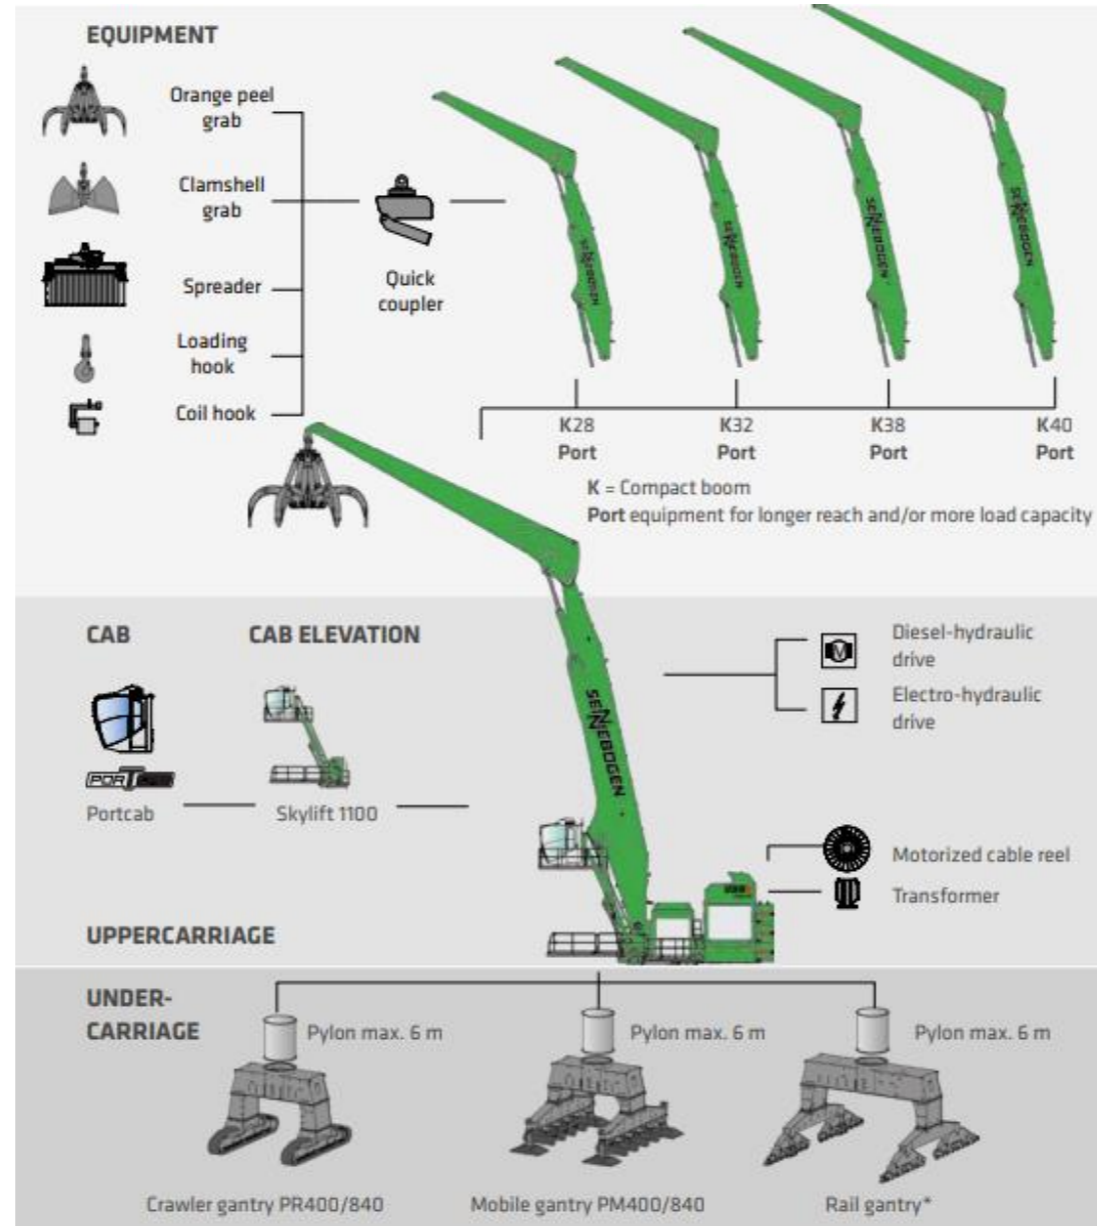 EQUIPMENT
Orange peel
grab
Clamshell
grab
Spreader
Loading
hook
Coil hook
Quick
coupler
SENNEBOGEN
SENNEBOGEN
SENNEBOGEN
SENNEBOGEN
K28
Port
K32
Port
K38
Port
K40
Port
K = Compact boom
Port equipment for longer reach and/or more load capacity
CAB
CAB ELEVATION
Diesel-hydraulic
drive
M
Electro-hydraulic
drive
SENNEBOGEN
Portcab
Skylift 1100
Motorized cable reel
Transformer
UPPERCARRIAGE
UNDER-
CARRIAGE
Pylon max. 6 m
Pylon max. 6 m
Pylon max. 6 m
Crawler gantry PR400/840
Mobile gantry PM400/840
Rail gantry*